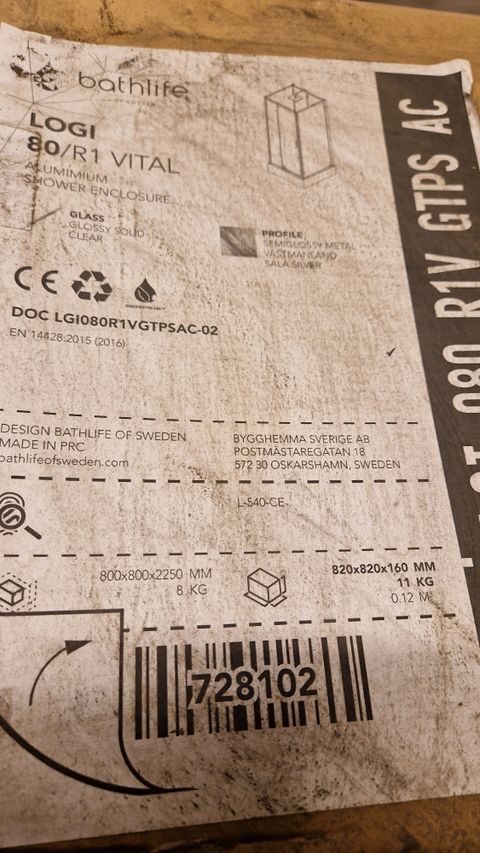 bathlife
LOGI
80/R1 VITAL
ALUMIMIUM
SHOWER ENCLOSURE
GLASS
GLOSSY SOLID
CLEAR
PROFILE
SEMIGLOSSY METAL
VÄSTMANLAND
SALA SILVER
CE
DOC LGI080R1VGTPSAC-02
EN 14428:2015 (2016)
DESIGN BATHLIFE OF SWEDEN
MADE IN PRC
bathlifeofsweden.com
BYGGHEMMA SVERIGE AB
POSTMÄSTAREGATAN 18
572 30 OSKARSHAMN, SWEDEN
L-540-CE-
800x800x2250 MM
8 KG
820x820x160 MM
11 KG
0.12 M³
728102
080 R1V GTPS AC